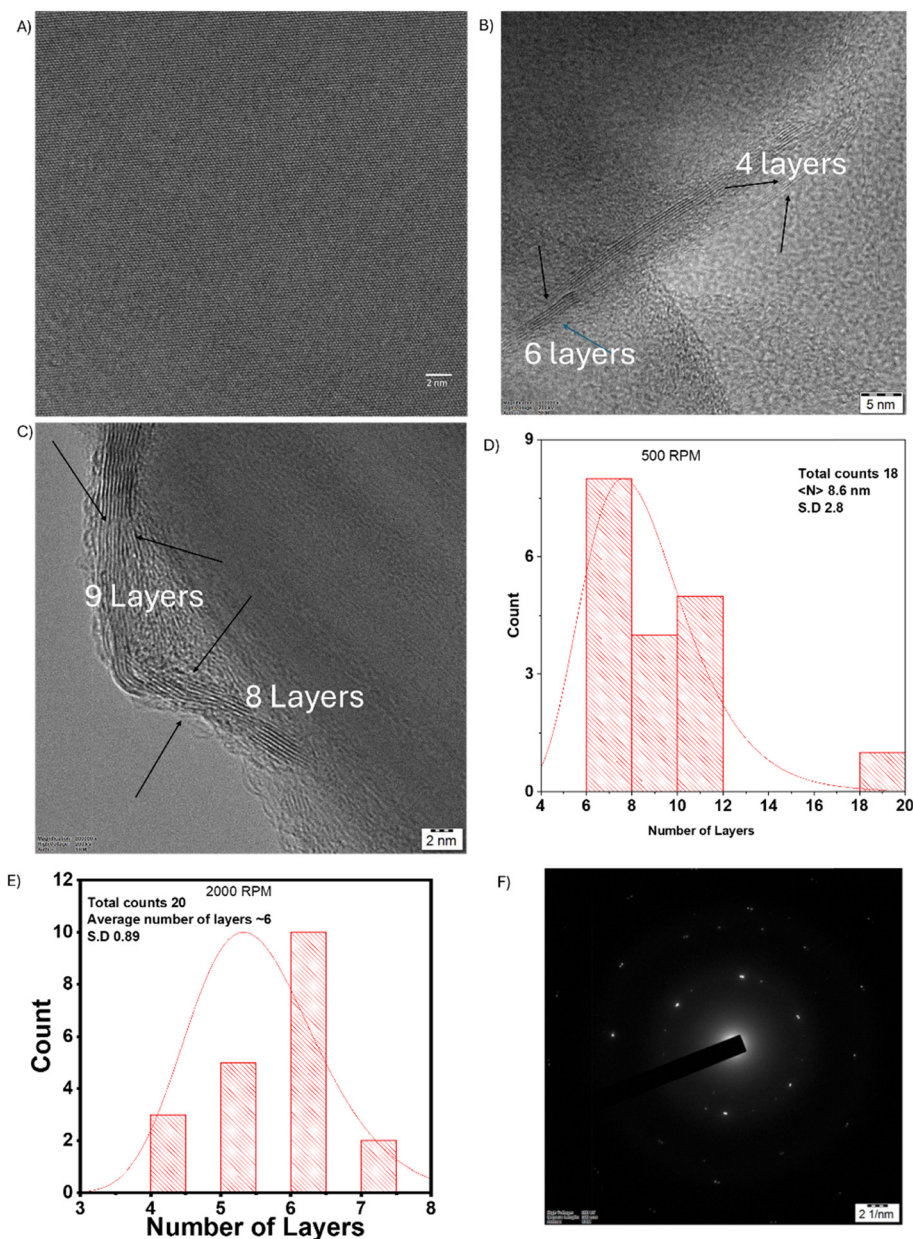 A)
2 nm
B)
4 layers
6 layers
5 nm
C)
9 Layers
8 Layers
2 nm
D)
500 RPM
Total counts 18
<N> 8.6 nm
S.D 2.8
Count
9
6
3
0
4 6 8 10 12 14 16 18 20
Number of Layers
E)
2000 RPM
Total counts 20
Average number of layers ~6
S.D 0.89
Count
12
10
8
6
4
2
0
3 4 5 6 7 8
Number of Layers
F)
2 1/nm